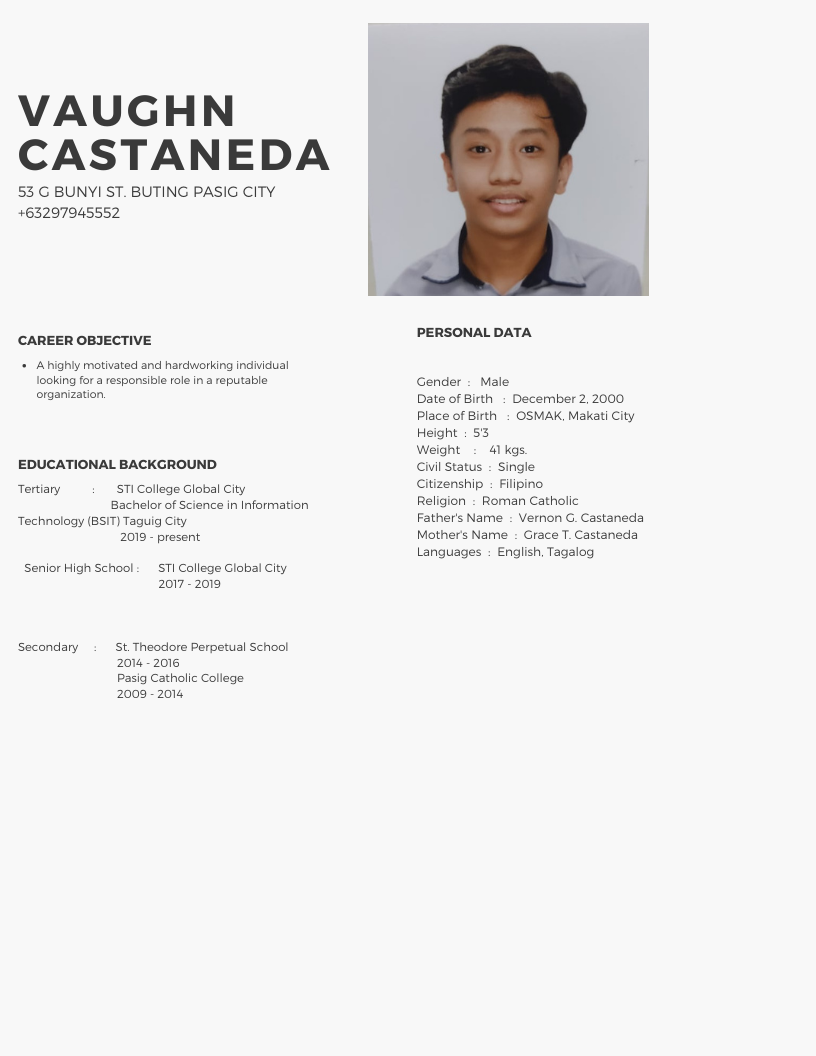 VAUGHN
CASTANEDA
53 G BUNYI ST. BUTING PASIG CITY
+63297945552
CAREER OBJECTIVE
• A highly motivated and hardworking individual
looking for a responsible role in a reputable
organization.
EDUCATIONAL BACKGROUND
Tertiary : STI College Global City
Bachelor of Science in Information
Technology (BSIT) Taguig City
2019 - present
Senior High School : STI College Global City
2017 - 2019
Secondary : St. Theodore Perpetual School
2014 - 2016
Pasig Catholic College
2009 - 2014
PERSONAL DATA
Gender : Male
Date of Birth : December 2, 2000
Place of Birth : OSMAK, Makati City
Height : 5'3
Weight : 41 kgs.
Civil Status : Single
Citizenship : Filipino
Religion : Roman Catholic
Father's Name : Vernon G. Castaneda
Mother's Name : Grace T. Castaneda
Languages : English, Tagalog